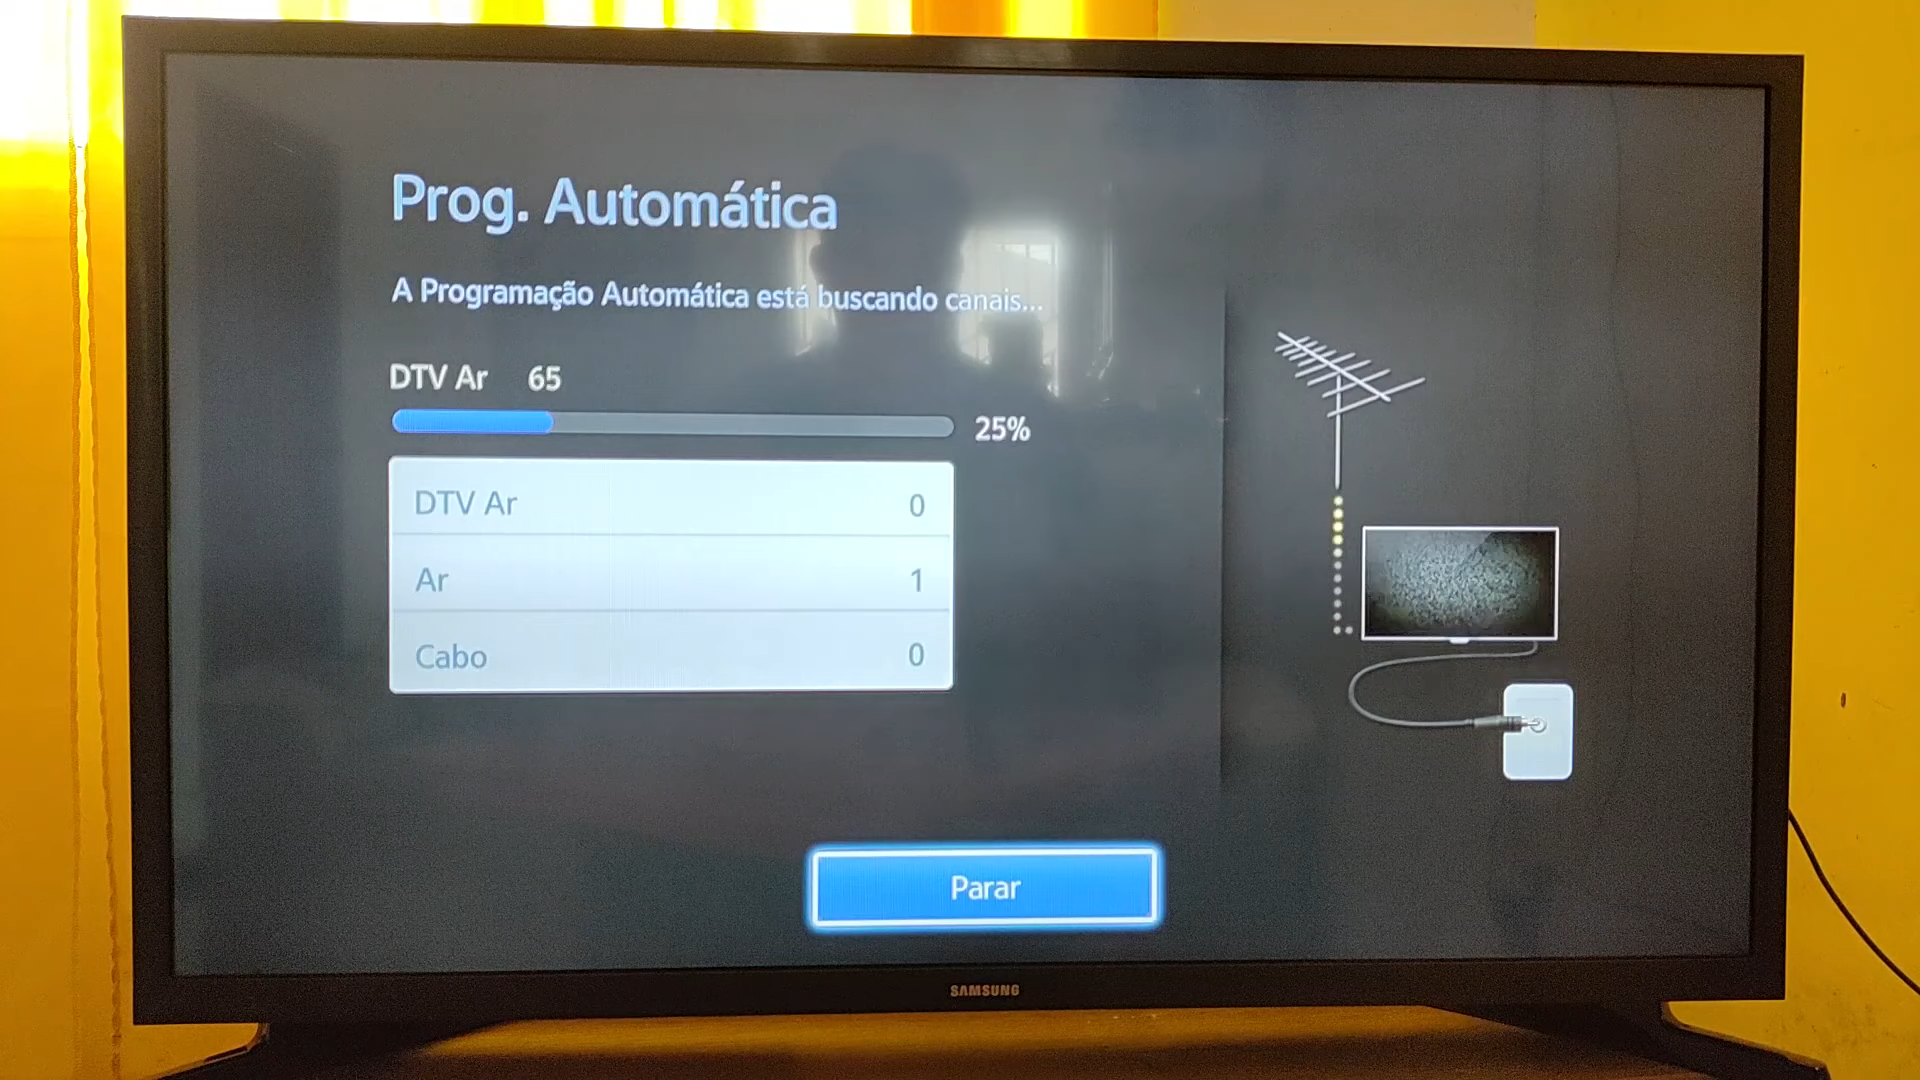 Prog. Automática
A Programação Automática está buscando canais...
DTV Ar 65
25%
DTV Ar 0
Ar 1
Cabo 0
Parar
SAMSUNG